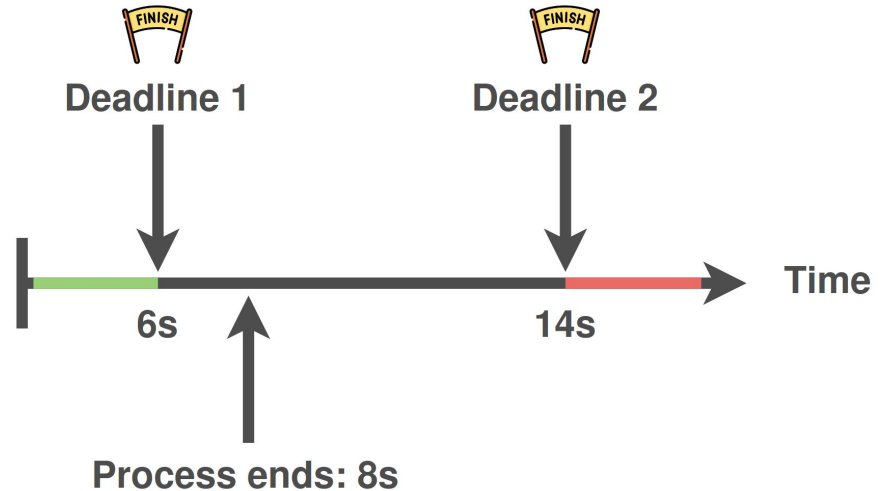 FINISH
FINISH
Deadline 1
Deadline 2
Time
6s
14s
Process ends: 8s